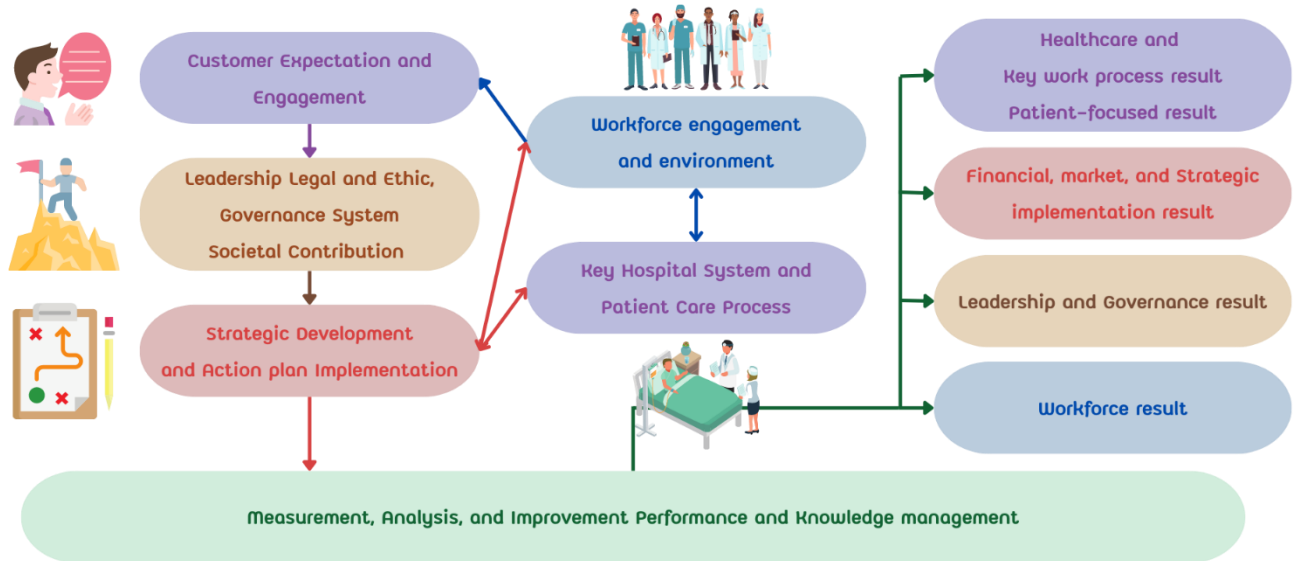 Customer Expectation and
Engagement
Leadership Legal and Ethic,
Governance System
Societal Contribution
Strategic Development
and Action plan Implementation
Workforce engagement
and environment
Key Hospital System and
Patient Care Process
Healthcare and
Key work process result
Patient-focused result
Financial, market, and Strategic
implementation result
Leadership and Governance result
Workforce result
Measurement, Analysis, and Improvement Performance and Knowledge management